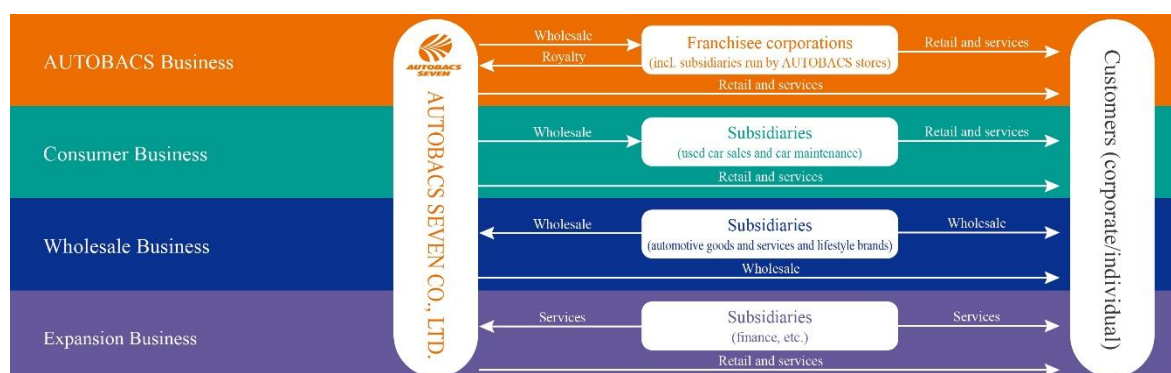 AUTOBACS Business
AUTOBACS
SEVEN
AUTOBACS SEVEN CO., LTD.
Wholesale
Royalty
Franchisee corporations
(incl. subsidiaries run by AUTOBACS stores)
Retail and services
Retail and services
Customers (corporate/individual)
Consumer Business
Wholesale
Subsidiaries
(used car sales and car maintenance)
Retail and services
Retail and services
Wholesale Business
Wholesale
Subsidiaries
(automotive goods and services and lifestyle brands)
Wholesale
Wholesale
Expansion Business
Services
Subsidiaries
(finance, etc.)
Services
Retail and services